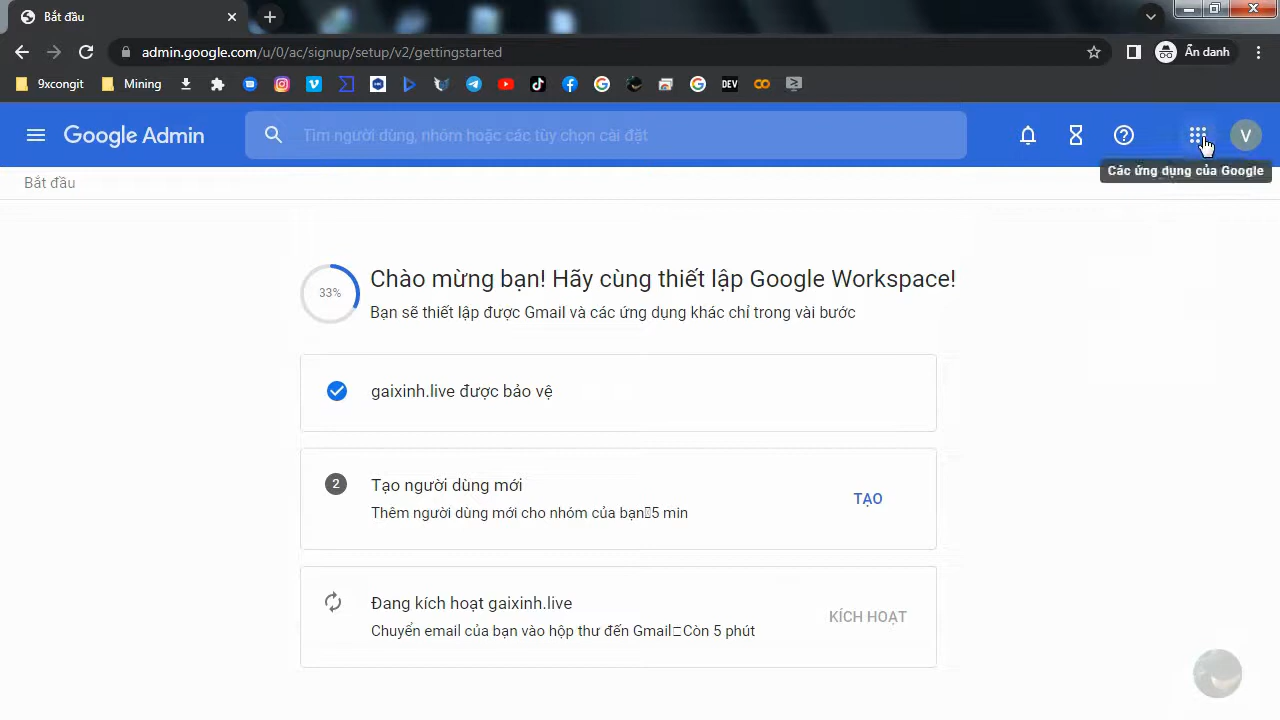 Bắt đầu
admin.google.com/u/0/ac/signup/setup/v2/gettingstarted
Ẩn danh
9xcongit
Mining
DEV
Google Admin
Tìm người dùng, nhóm hoặc các tùy chọn cài đặt
V
Các ứng dụng của Google
Bắt đầu
33%
Chào mừng bạn! Hãy cùng thiết lập Google Workspace!
Bạn sẽ thiết lập được Gmail và các ứng dụng khác chỉ trong vài bước
gaixinh.live được bảo vệ
2
Tạo người dùng mới
Thêm người dùng mới cho nhóm của bạn▯5 min
TẠO
Đang kích hoạt gaixinh.live
Chuyển email của bạn vào hộp thư đến Gmail▯Còn 5 phút
KÍCH HOẠT